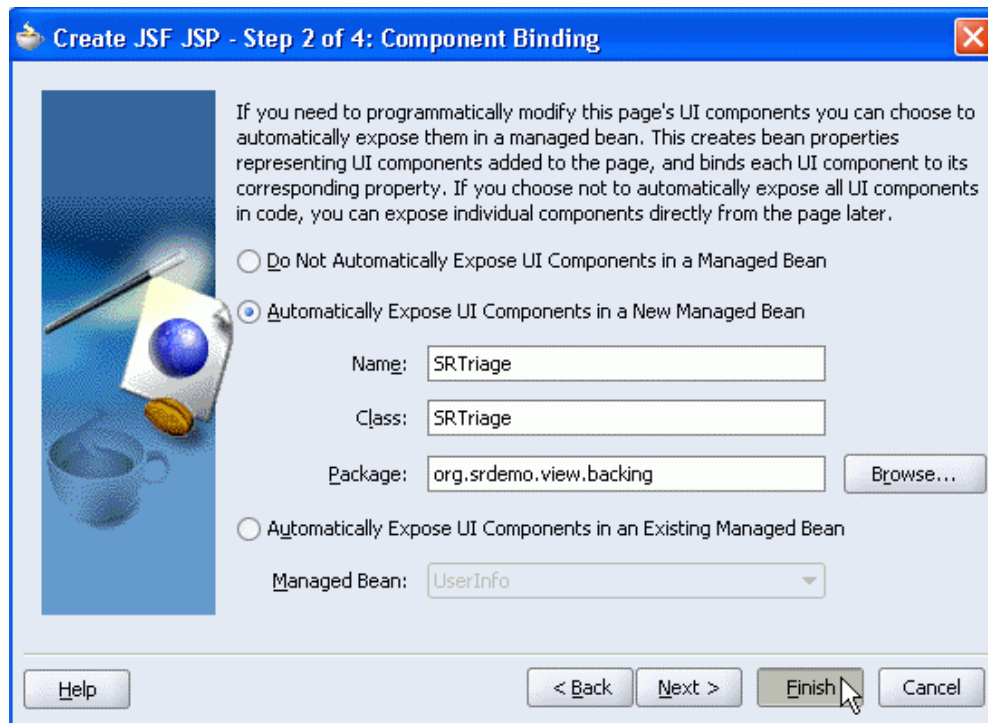 Create JSF JSP - Step 2 of 4: Component Binding
If you need to programmatically modify this page's UI components you can choose to
automatically expose them in a managed bean. This creates bean properties
representing UI components added to the page, and binds each UI component to its
corresponding property. If you choose not to automatically expose all UI components
in code, you can expose individual components directly from the page later.
Do Not Automatically Expose UI Components in a Managed Bean
Automatically Expose UI Components in a New Managed Bean
Name: SRTriage
Class: SRTriage
Package: org.srdemo.view.backing Browse...
Automatically Expose UI Components in an Existing Managed Bean
Managed Bean: UserInfo
Help < Back Next > Finish Cancel